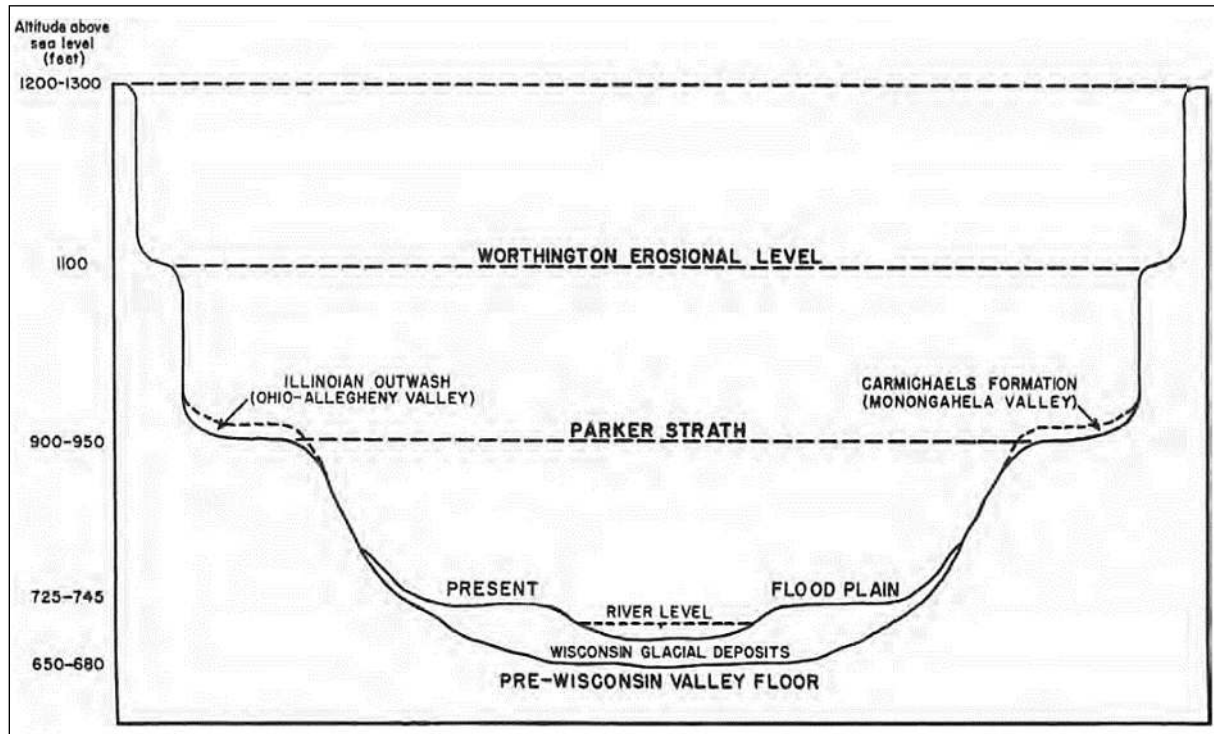 Altitude above
sea level
(feet)
1200-1300
WORTHINGTON EROSIONAL LEVEL
1100
ILLINOIAN OUTWASH
(OHIO-ALLEGHENY VALLEY)
CARMICHAELS FORMATION
(MONONGAHELA VALLEY)
PARKER STRATH
900-950
PRESENT
FLOOD PLAIN
725-745
RIVER LEVEL
WISCONSIN GLACIAL DEPOSITS
650-680
PRE-WISCONSIN VALLEY FLOOR